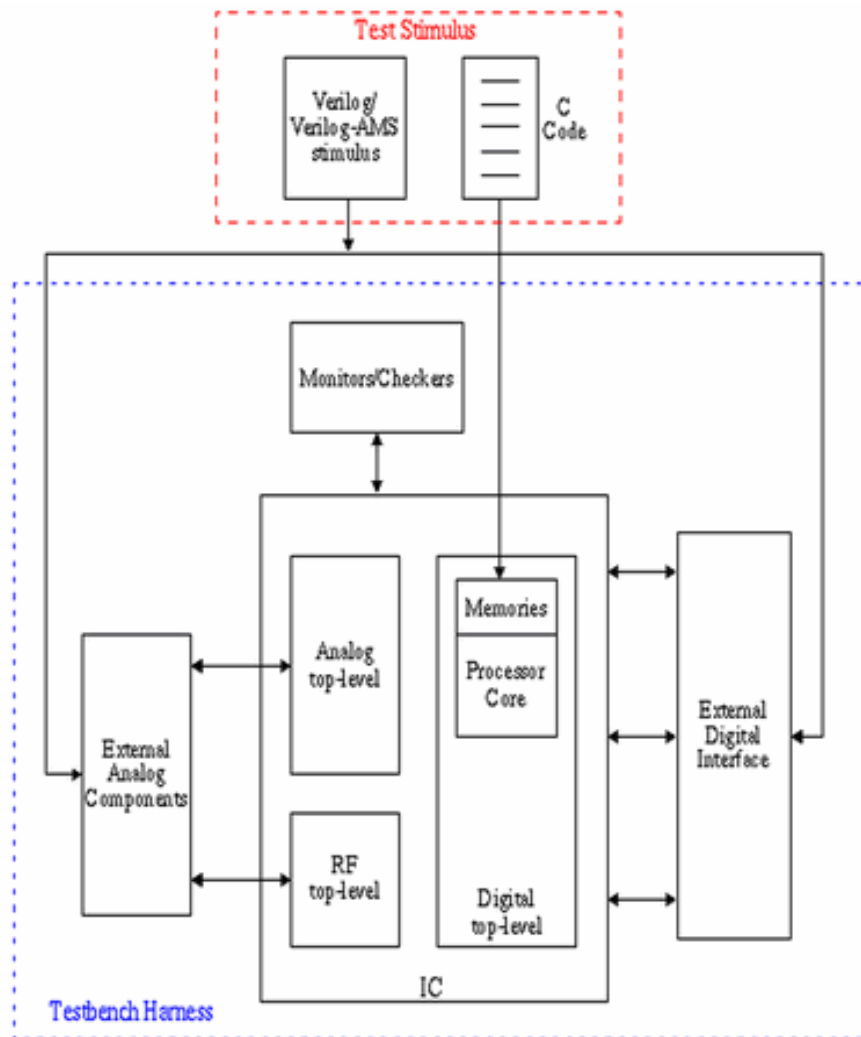 Test Stimulus
Verilog/
Verilog-AMS
stimulus
C
Code
Monitors/Checkers
Memories
Processor
Core
Analog
top-level
External
Analog
Components
External
Digital
Interface
RF
top-level
Digital
top-level
IC
Testbench Harness